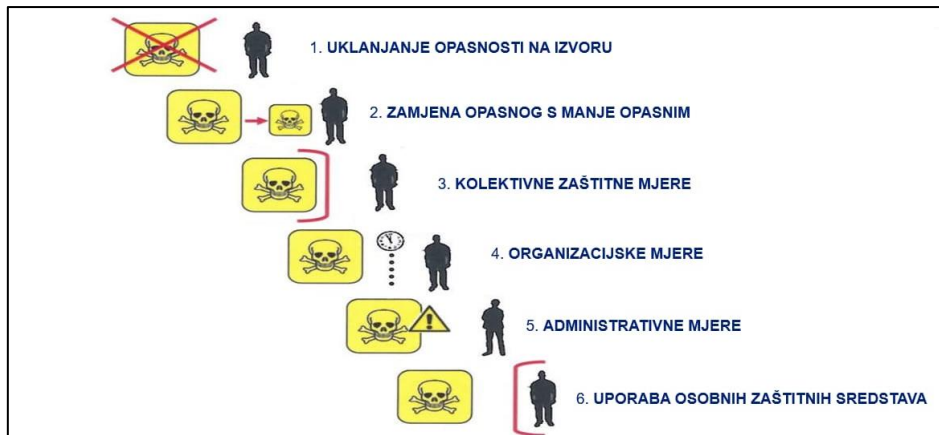 1. UKLANJANJE OPASNOSTI NA IZVORU
2. ZAMJENA OPASNOG S MANJE OPASNIM
3. KOLEKTIVNE ZAŠTITNE MJERE
4. ORGANIZACIJSKE MJERE
5. ADMINISTRATIVNE MJERE
6. UPORABA OSOBNIH ZAŠTITNIH SREDSTAVA